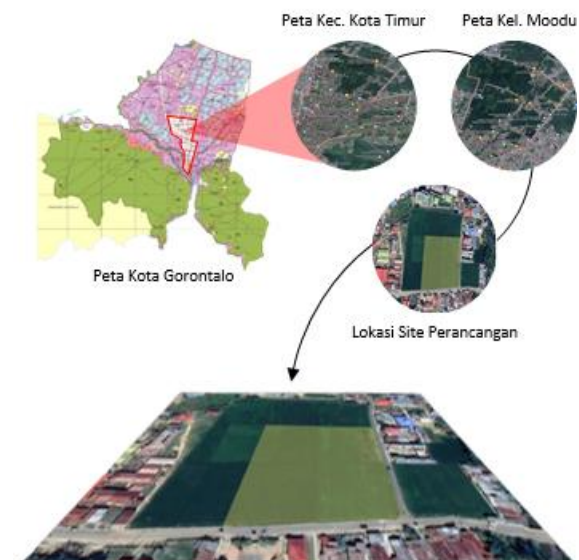 Peta Kec. Kota Timur
Peta Kel. Moodu
Peta Kota Gorontalo
Lokasi Site Perancangan